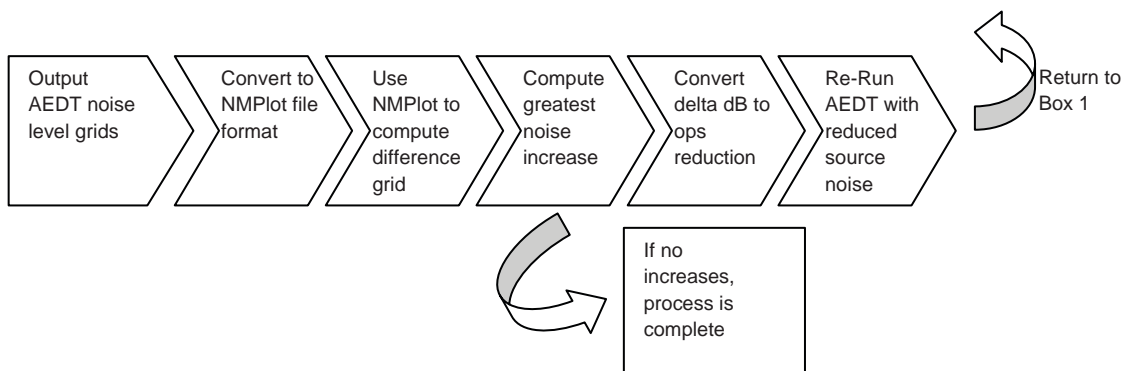 Output
AEDT noise
level grids
Convert to
NMPlot file
format
Use
NMPlot to
compute
difference
grid
Compute
greatest
noise
increase
Convert
delta dB to
ops
reduction
Re-Run
AEDT with
reduced
source
noise
Return to
Box 1
If no
increases,
process is
complete